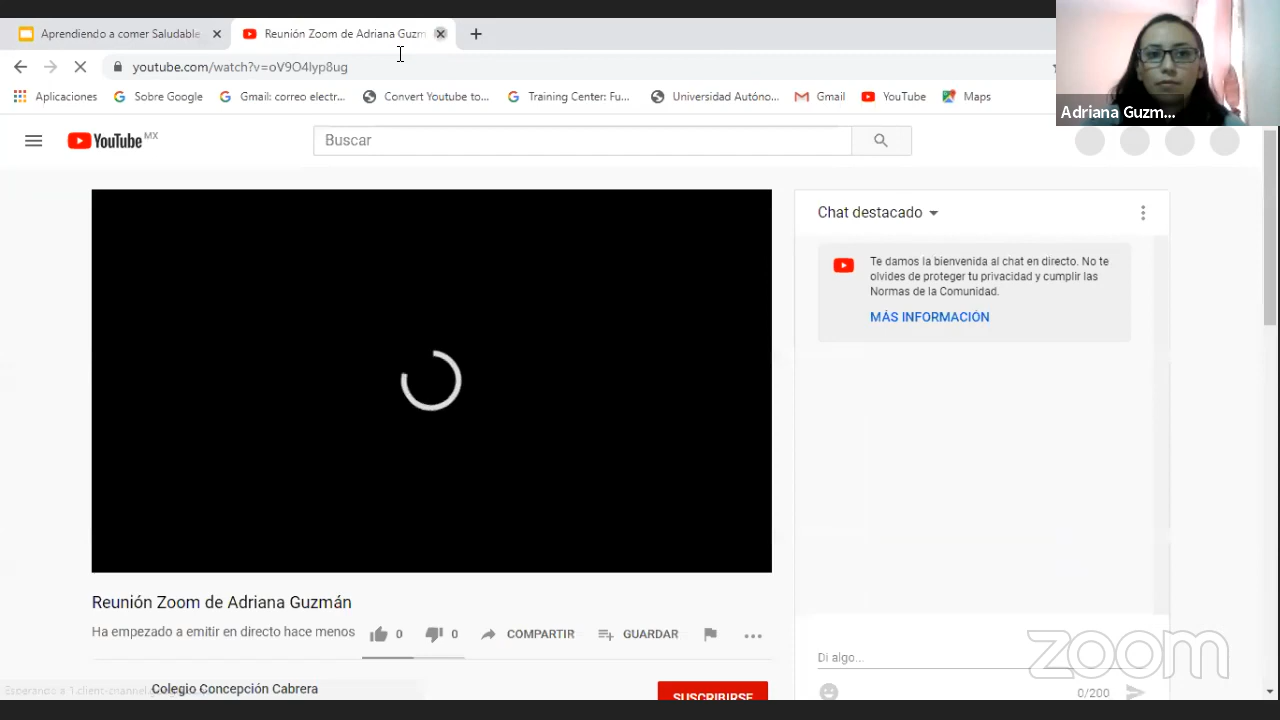 Aprendiendo a comer Saludable
Reunión Zoom de Adriana Guzm
youtube.com/watch?v=oV9O4lyp8ug
Aplicaciones
Sobre Google
Gmail: correo electr...
Convert Youtube to...
Training Center: Fu...
Universidad Autóno...
Gmail
YouTube
Maps
Adriana Guzm...
YouTube MX
Buscar
Chat destacado
Te damos la bienvenida al chat en directo. No te
olvides de proteger tu privacidad y cumplir las
Normas de la Comunidad.
MÁS INFORMACIÓN
Reunión Zoom de Adriana Guzmán
Ha empezado a emitir en directo hace menos
0
0
COMPARTIR
GUARDAR
Di algo...
0/200
Colegio Concepción Cabrera
SUSCRIBIRSE
zoom